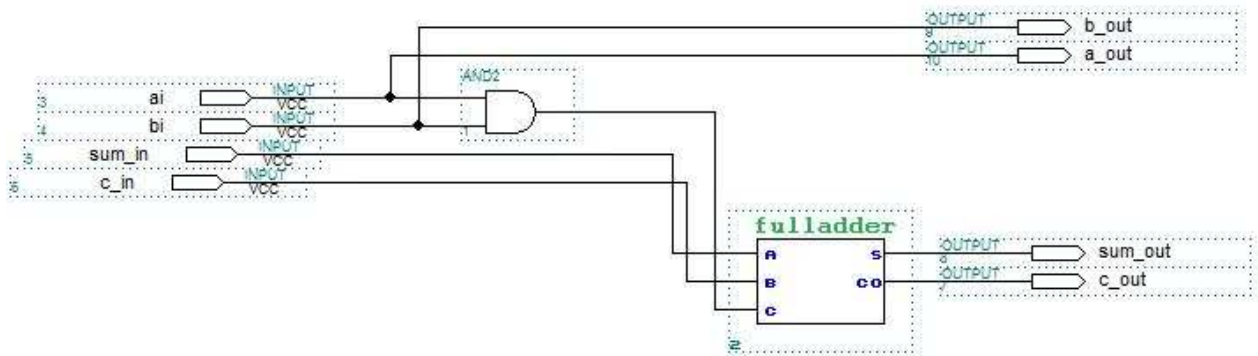 OUTPUT
9
b_out
OUTPUT
10
a_out
AND2
1
3
ai
INPUT
VCC
4
bi
INPUT
VCC
5
sum_in
INPUT
VCC
6
c_in
INPUT
VCC
fulladder
A
S
B
CO
C
2
OUTPUT
8
sum_out
OUTPUT
7
c_out